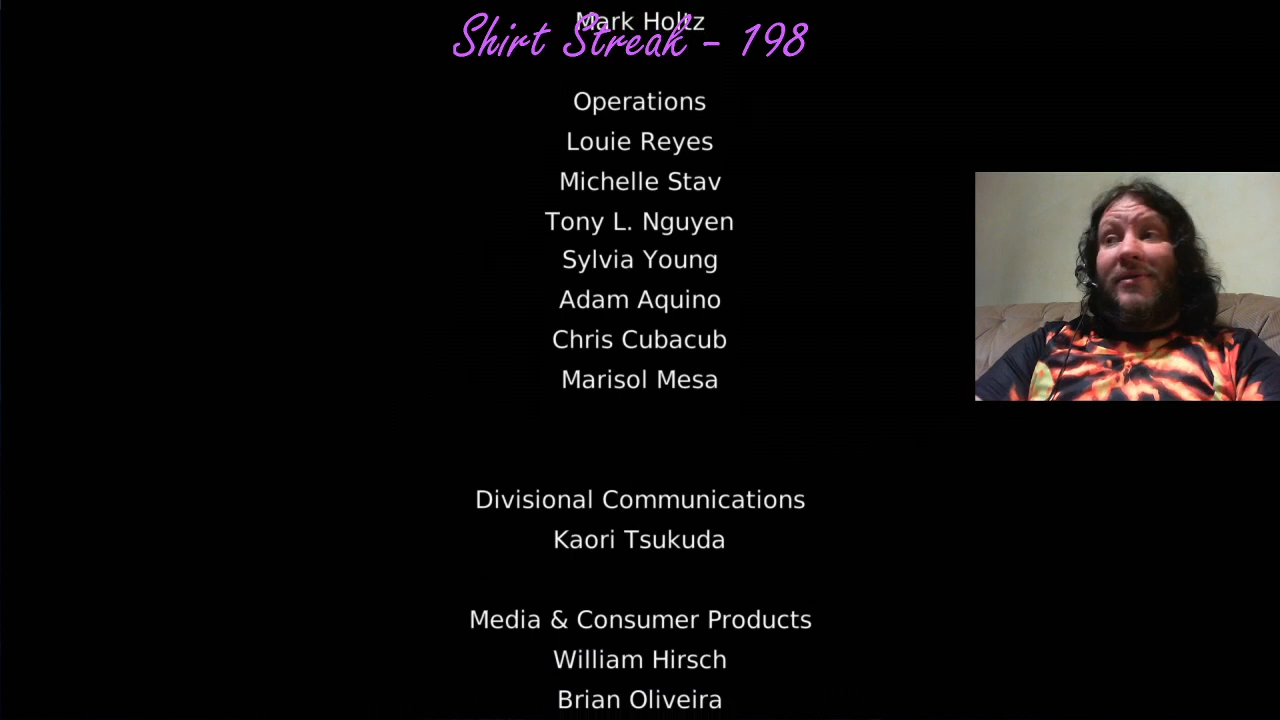 Mark Holtz
Shirt Streak - 198
Operations
Louie Reyes
Michelle Stav
Tony L. Nguyen
Sylvia Young
Adam Aquino
Chris Cubacub
Marisol Mesa
Divisional Communications
Kaori Tsukuda
Media & Consumer Products
William Hirsch
Brian Oliveira